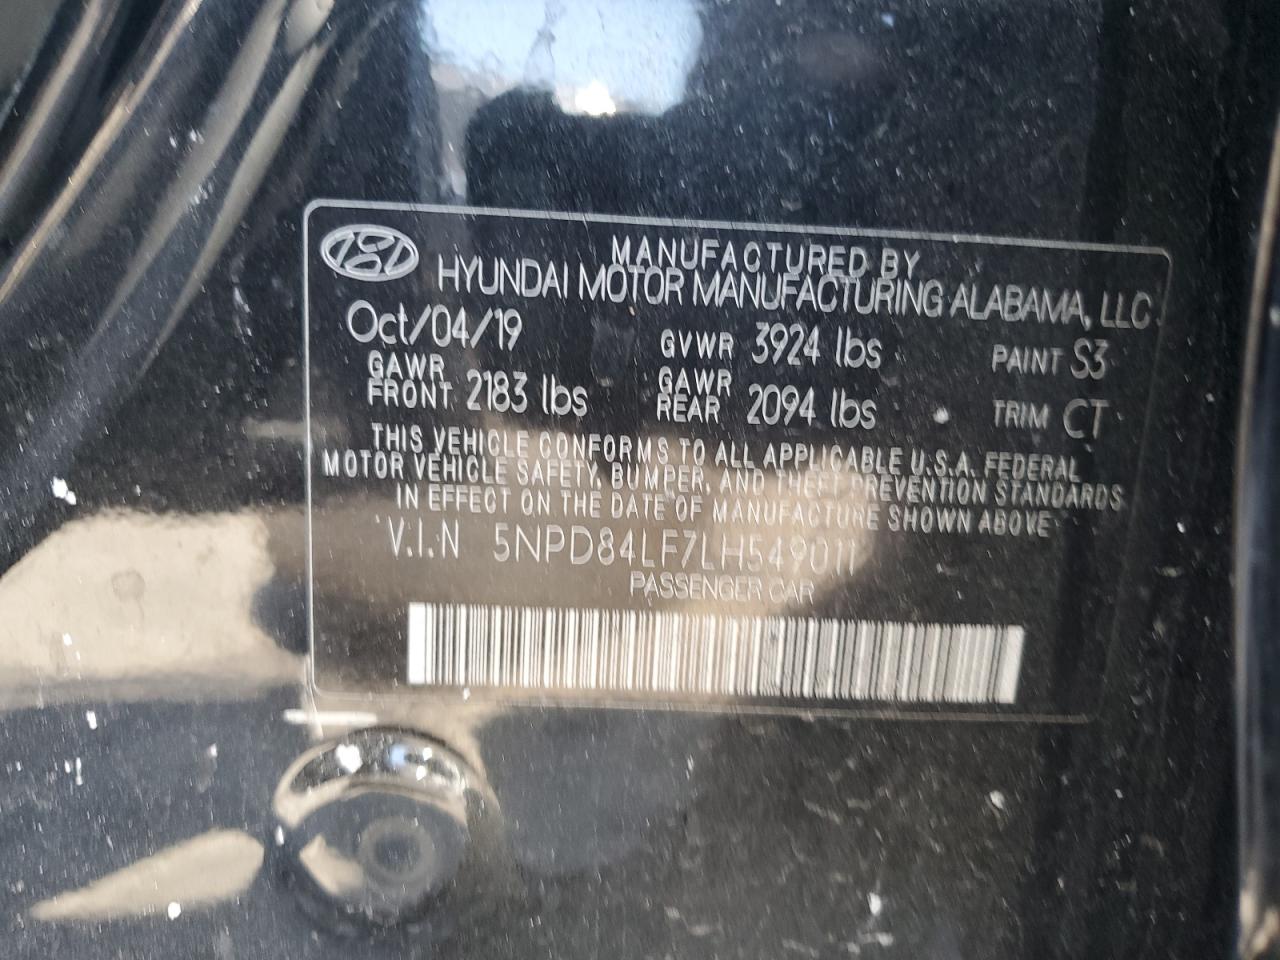 MANUFACTURED BY
HYUNDAI MOTOR MANUFACTURING ALABAMA, LLC
Oct/04/19 GVWR 3924 lbs PAINT S3
GAWR FRONT 2183 lbs GAWR REAR 2094 lbs TRIM CT
THIS VEHICLE CONFORMS TO ALL APPLICABLE U.S.A. FEDERAL
MOTOR VEHICLE SAFETY, BUMPER, AND THEFT PREVENTION STANDARDS
IN EFFECT ON THE DATE OF MANUFACTURE SHOWN ABOVE
V.I.N 5NPD84LF7LH549011
PASSENGER CAR